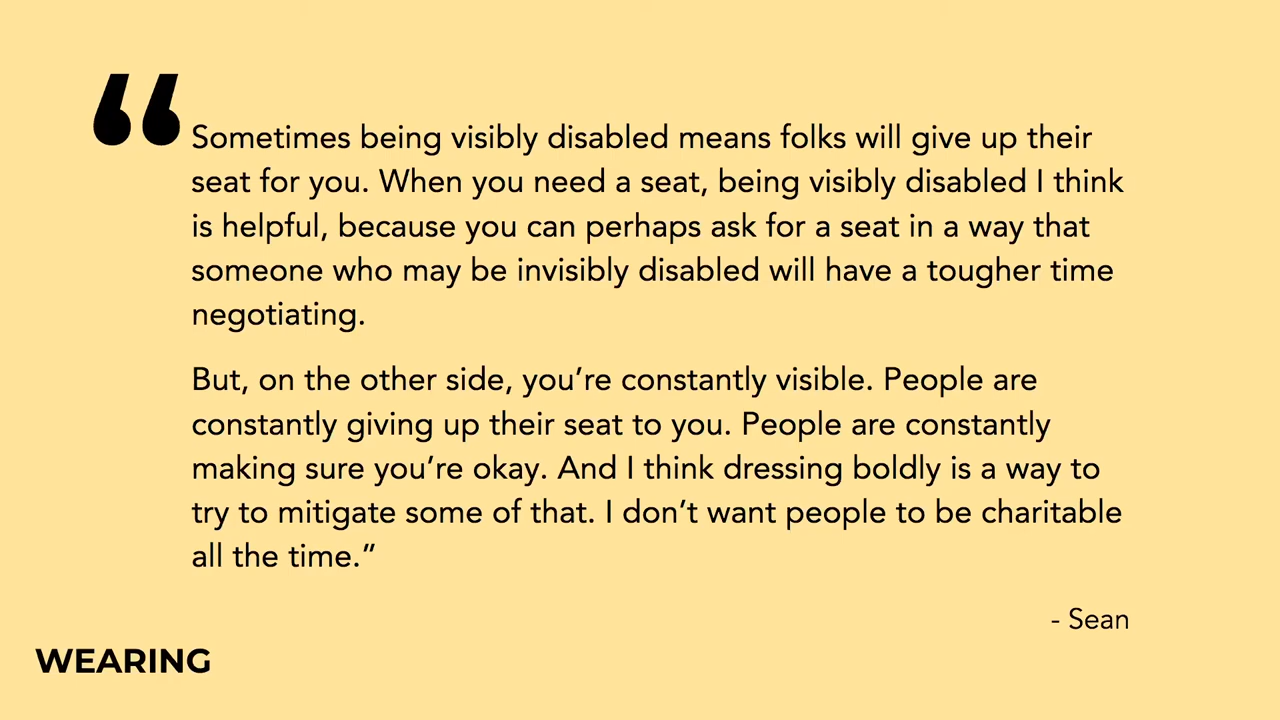 “Sometimes being visibly disabled means folks will give up their
seat for you. When you need a seat, being visibly disabled I think
is helpful, because you can perhaps ask for a seat in a way that
someone who may be invisibly disabled will have a tougher time
negotiating.
But, on the other side, you’re constantly visible. People are
constantly giving up their seat to you. People are constantly
making sure you’re okay. And I think dressing boldly is a way to
try to mitigate some of that. I don’t want people to be charitable
all the time.”
- Sean
WEARING